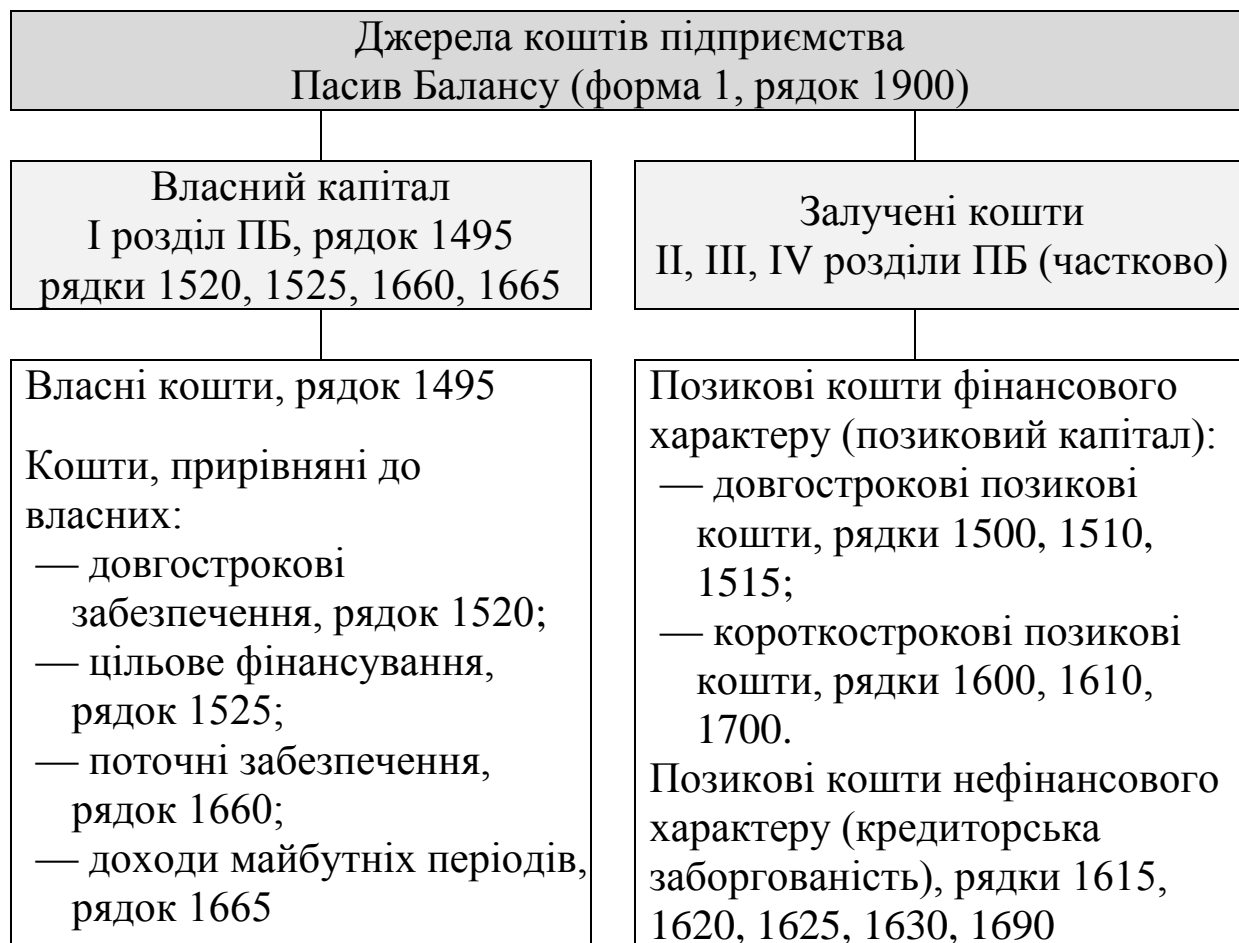 Джерела коштів підприємства
Пасив Балансу (форма 1, рядок 1900)
Власний капітал
I розділ ПБ, рядок 1495
рядки 1520, 1525, 1660, 1665
Залучені кошти
II, III, IV розділи ПБ (частково)
Власні кошти, рядок 1495
Кошти, прирівняні до
власних:
— довгострокові
забезпечення, рядок 1520;
— цільове фінансування,
рядок 1525;
— поточні забезпечення,
рядок 1660;
— доходи майбутніх періодів,
рядок 1665
Позикові кошти фінансового
характеру (позиковий капітал):
— довгострокові позикові
кошти, рядки 1500, 1510,
1515;
— короткострокові позикові
кошти, рядки 1600, 1610,
1700.
Позикові кошти нефінансового
характеру (кредиторська
заборгованість), рядки 1615,
1620, 1625, 1630, 1690